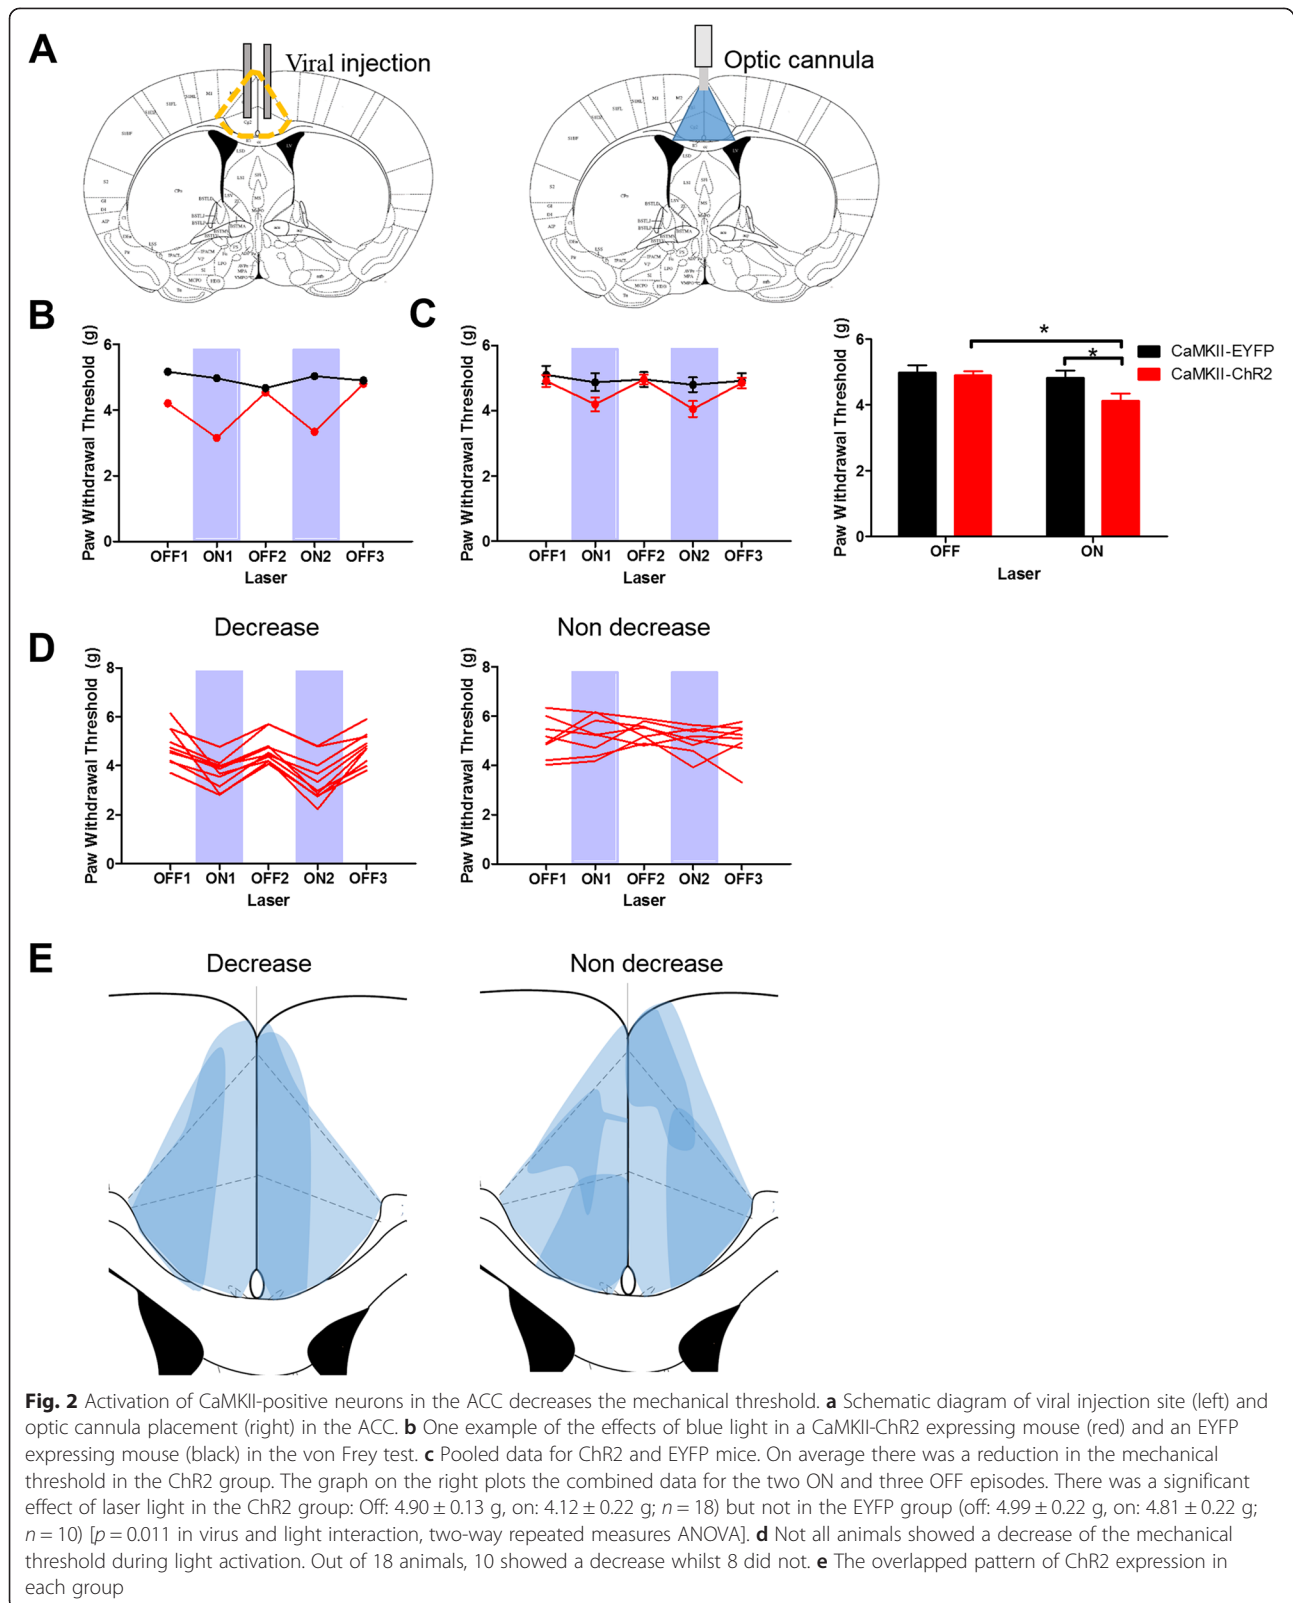 A
Viral injection
Optic cannula
B
Paw Withdrawal Threshold (g)
6
4
2
0
OFF1 ON1 OFF2 ON2 OFF3
Laser
C
Paw Withdrawal Threshold (g)
6
4
2
0
OFF1 ON1 OFF2 ON2 OFF3
Laser
Paw Withdrawal Threshold (g)
6
4
2
0
*
*
OFF ON
Laser
CaMKII-EYFP
CaMKII-ChR2
D
Decrease
Paw Withdrawal Threshold (g)
8
6
4
2
0
OFF1 ON1 OFF2 ON2 OFF3
Laser
Non decrease
Paw Withdrawal Threshold (g)
8
6
4
2
0
OFF1 ON1 OFF2 ON2 OFF3
Laser
E
Decrease
Non decrease
Fig. 2 Activation of CaMKII-positive neurons in the ACC decreases the mechanical threshold. a Schematic diagram of viral injection site (left) and
optic cannula placement (right) in the ACC. b One example of the effects of blue light in a CaMKII-ChR2 expressing mouse (red) and an EYFP
expressing mouse (black) in the von Frey test. c Pooled data for ChR2 and EYFP mice. On average there was a reduction in the mechanical
threshold in the ChR2 group. The graph on the right plots the combined data for the two ON and three OFF episodes. There was a significant
effect of laser light in the ChR2 group: Off: 4.90 ± 0.13 g, on: 4.12 ± 0.22 g; n = 18) but not in the EYFP group (off: 4.99 ± 0.22 g, on: 4.81 ± 0.22 g;
n = 10) [p = 0.011 in virus and light interaction, two-way repeated measures ANOVA]. d Not all animals showed a decrease of the mechanical
threshold during light activation. Out of 18 animals, 10 showed a decrease whilst 8 did not. e The overlapped pattern of ChR2 expression in
each group